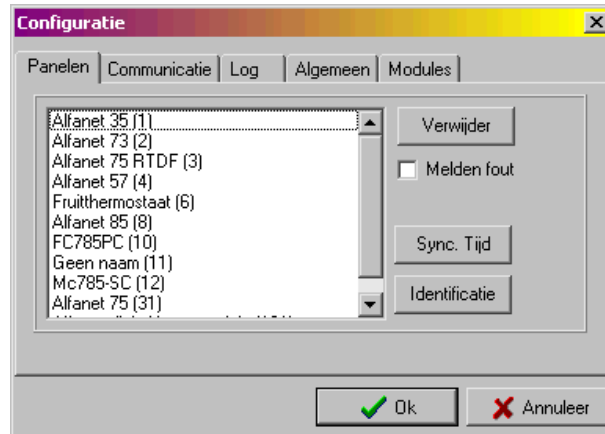 Configuratie
Panelen Communicatie Log Algemeen Modules
Alfanet 35 (1)
Alfanet 73 (2)
Alfanet 75 RTDF (3)
Alfanet 57 (4)
Fruitthermostaat (6)
Alfanet 85 (8)
FC785PC (10)
Geen naam (11)
Mc785-SC (12)
Alfanet 75 (31)
Verwijder
Melden fout
Sync. Tijd
Identificatie
Ok
Annuleer